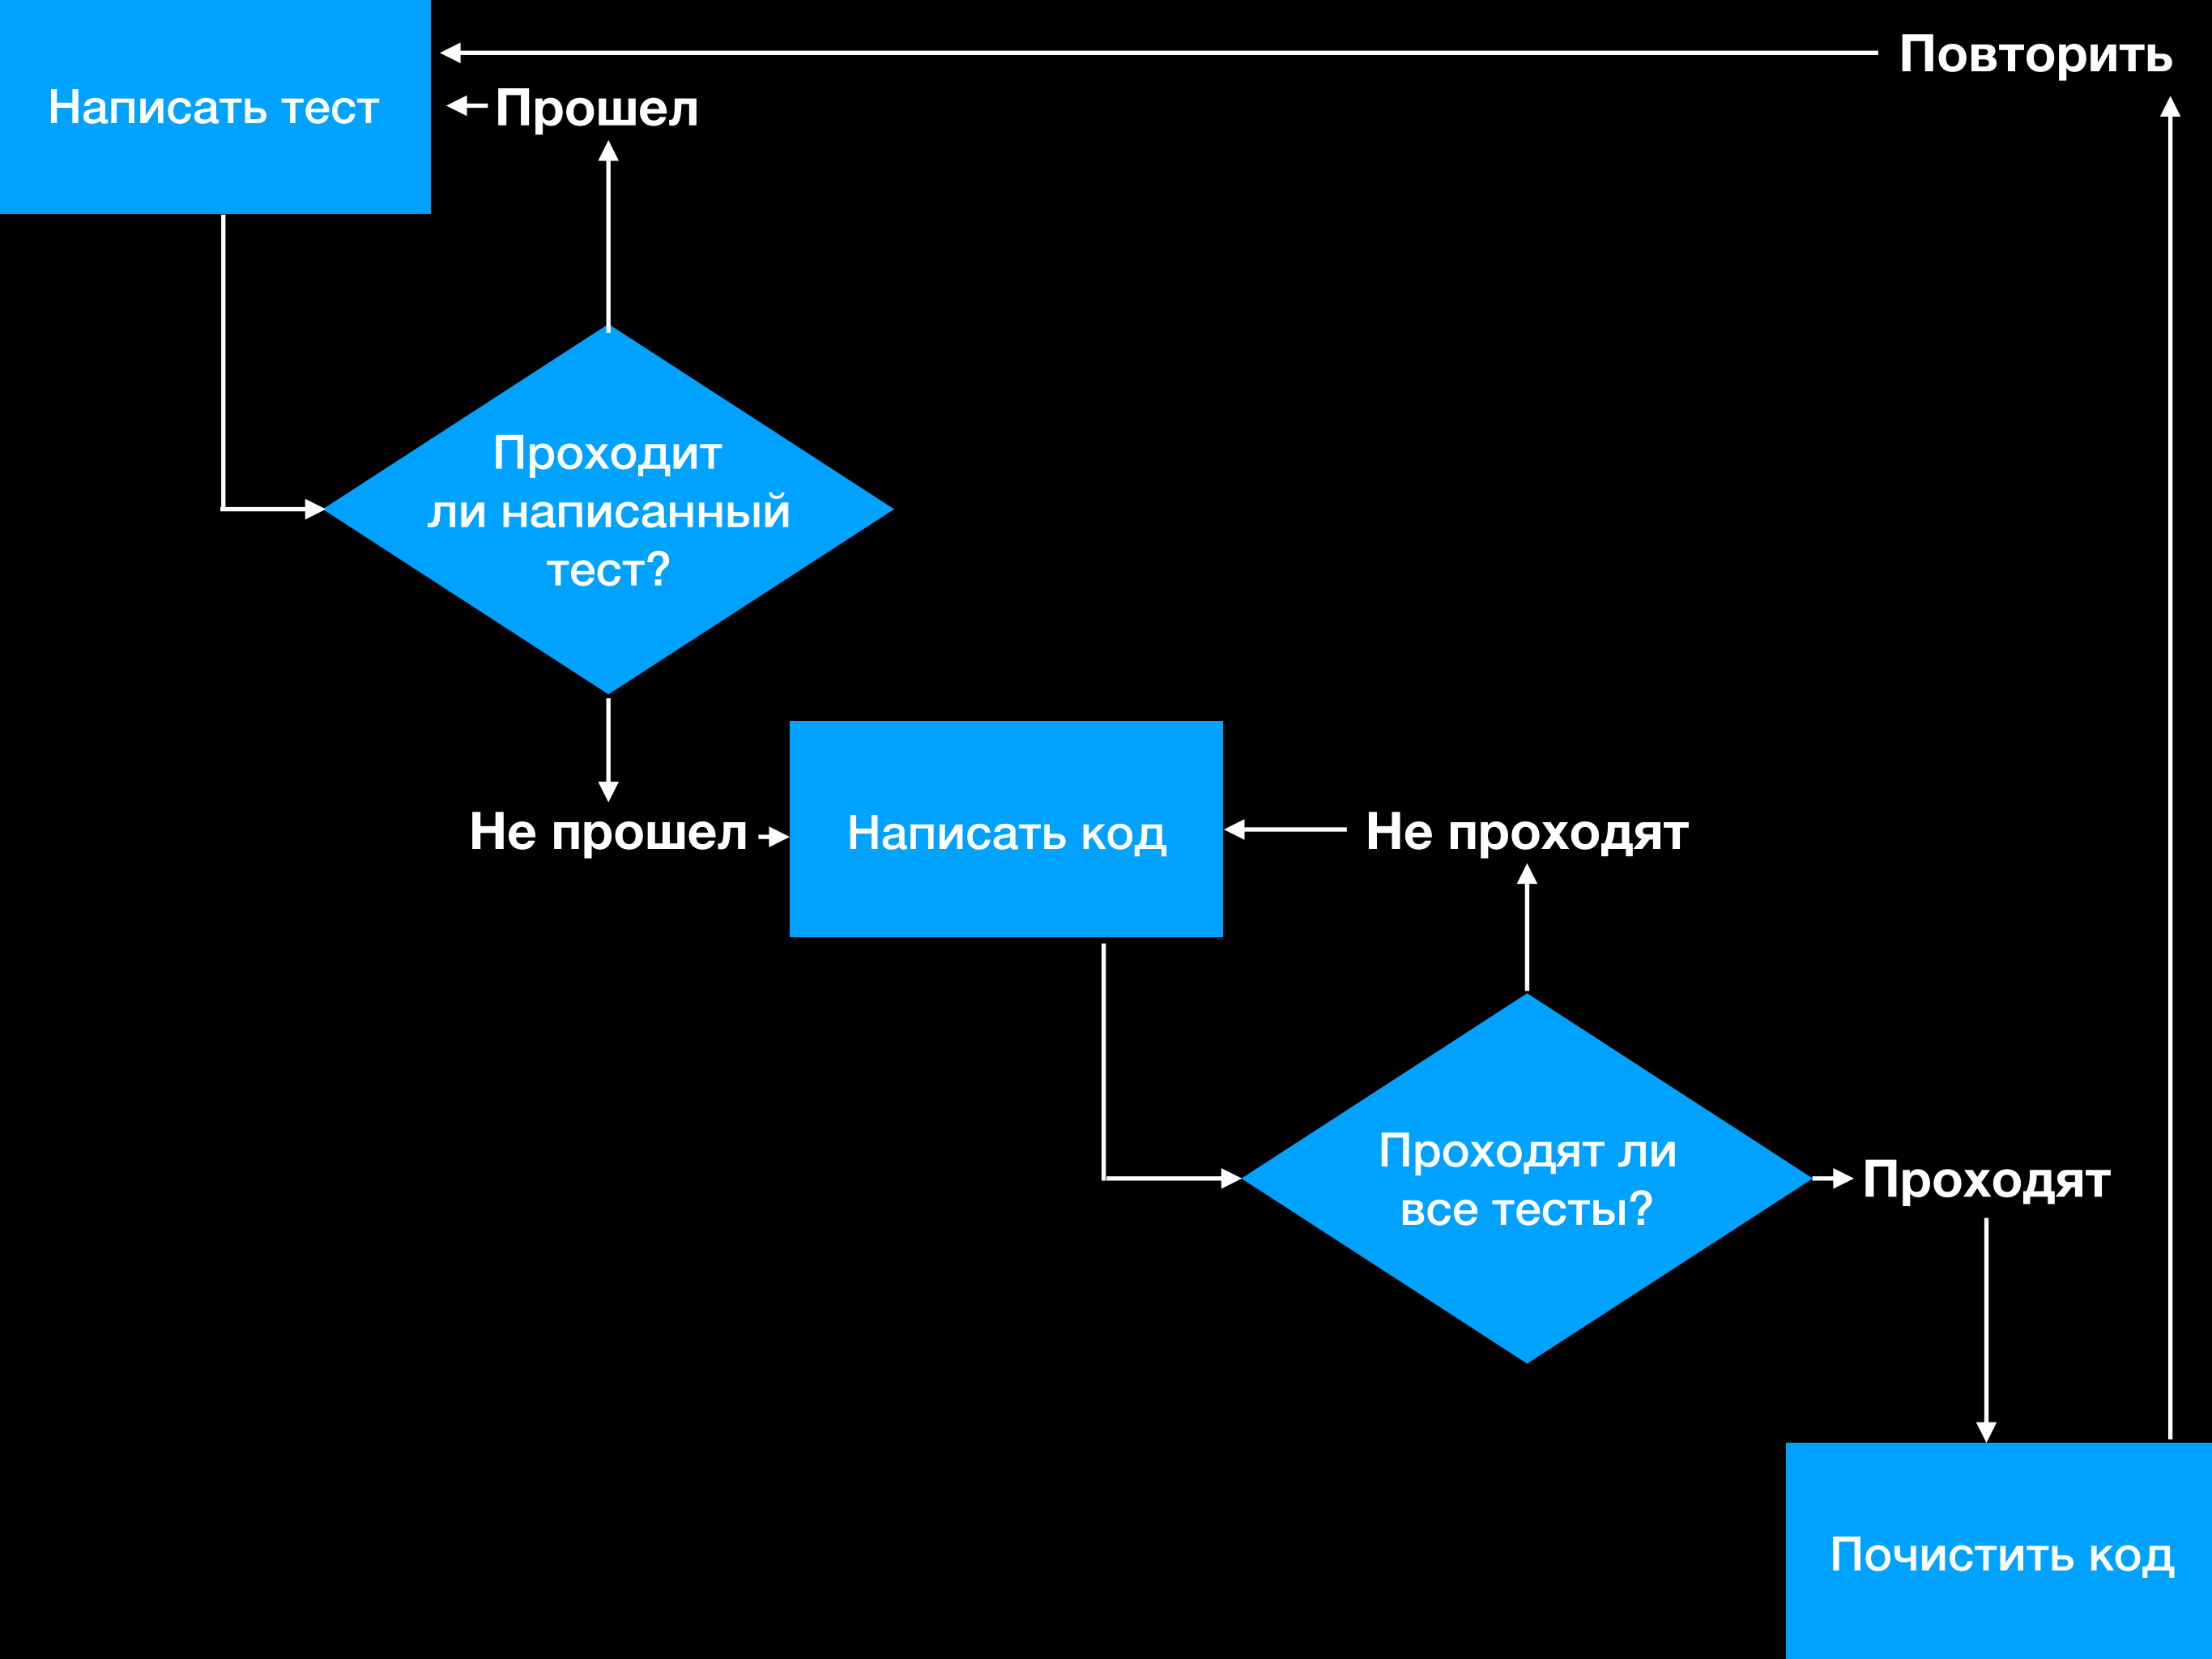 Повторить
Написать тест
Прошел
Проходит
ли написанный
тест?
Не прошел
Написать код
Не проходят
Проходят ли
все тесты?
Проходят
Почистить код